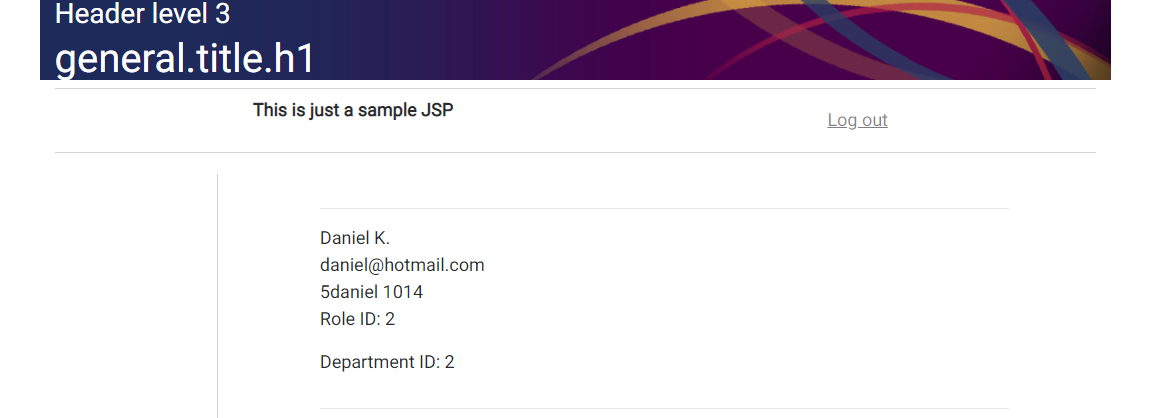 Header level 3
general.title.h1
This is just a sample JSP
Log out
Daniel K.
daniel@hotmail.com
5daniel 1014
Role ID: 2
Department ID: 2